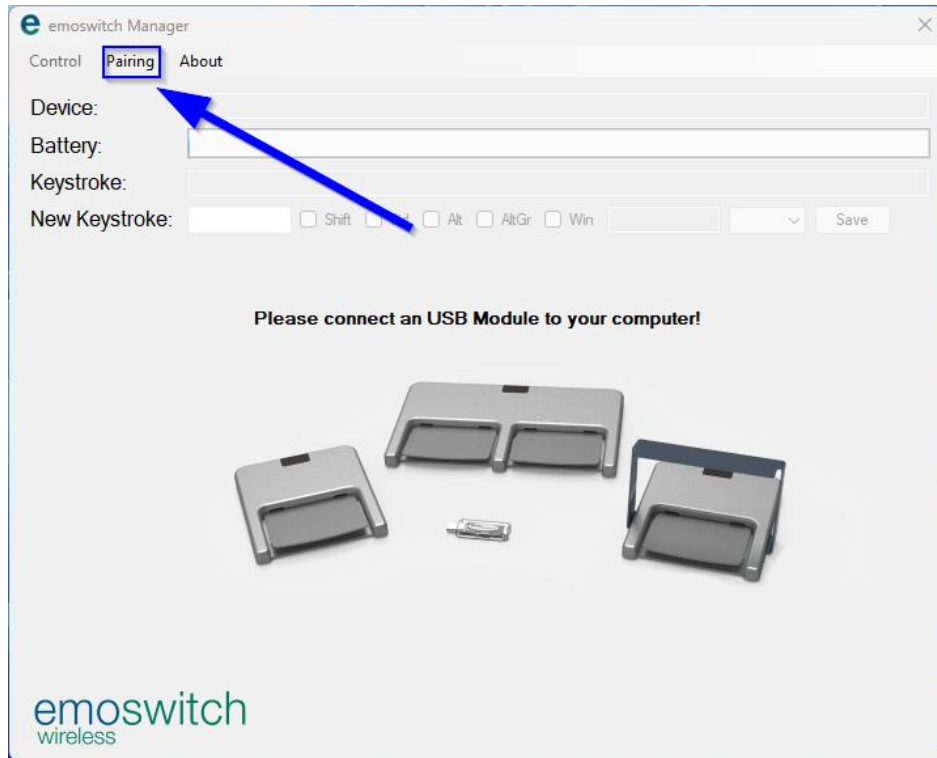 emoswitch Manager
Control Pairing About
Device:
Battery:
Keystroke:
New Keystroke: Shift Alt AltGr Win Save
Please connect an USB Module to your computer!
emoswitch
wireless